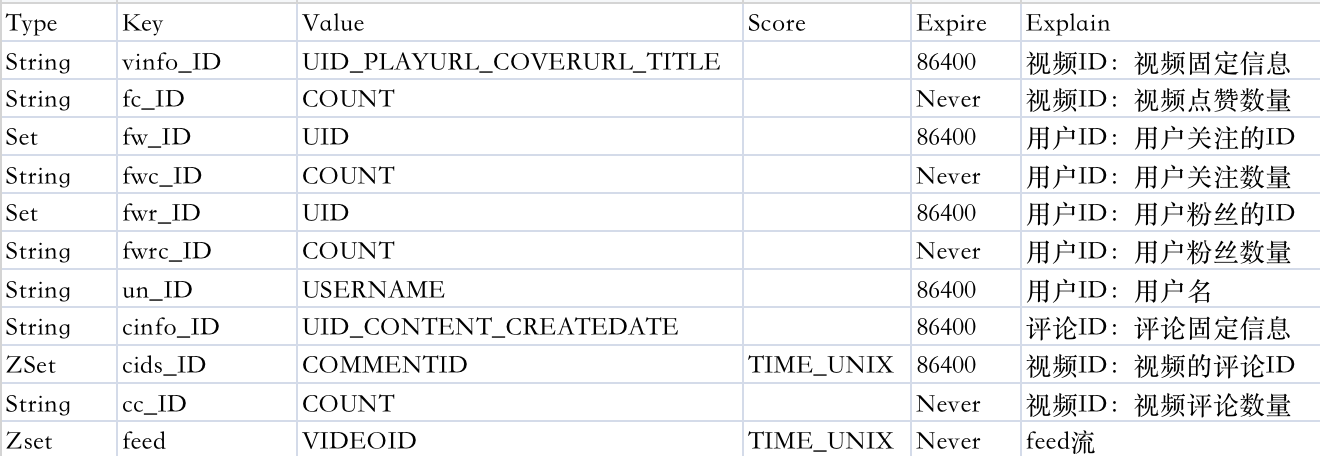 Type Key Value Score Expire Explain
String vinfo_ID UID_PLAYURL_COVERURL_TITLE 86400 视频ID：视频固定信息
String fc_ID COUNT Never 视频ID：视频点赞数量
Set fw_ID UID 86400 用户ID：用户关注的ID
String fwc_ID COUNT Never 用户ID：用户关注数量
Set fwr_ID UID 86400 用户ID：用户粉丝的ID
String fwrc_ID COUNT Never 用户ID：用户粉丝数量
String un_ID USERNAME 86400 用户ID：用户名
String cinfo_ID UID_CONTENT_CREATEDATE 86400 评论ID：评论固定信息
ZSet cids_ID COMMENTID TIME_UNIX 86400 视频ID：视频的评论ID
String cc_ID COUNT Never 视频ID：视频评论数量
Zset feed VIDEOID TIME_UNIX Never feed流